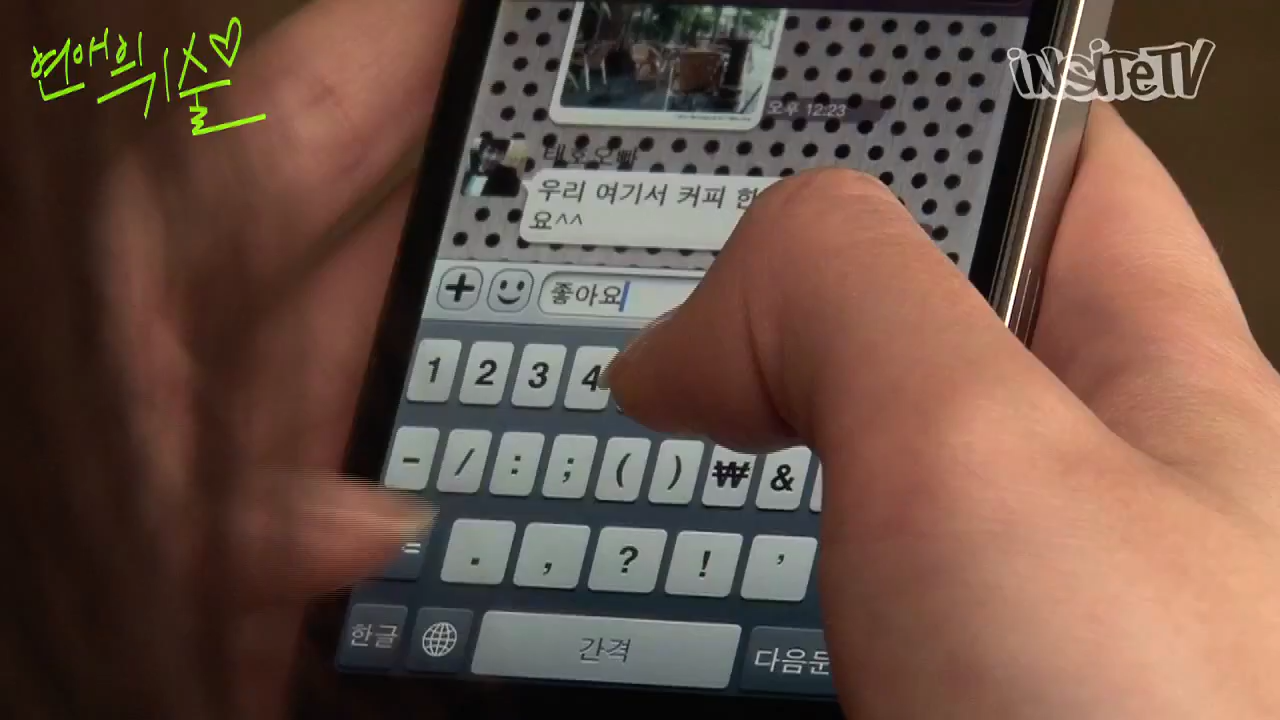 연애의 기술♡
iNSiTeTV
오후 12:23
태호오빠
우리 여기서 커피 한
요^^
좋아요
1 2 3 4
- / : ; ( ) ₩ &
. , ? ! '
한글 간격 다음문